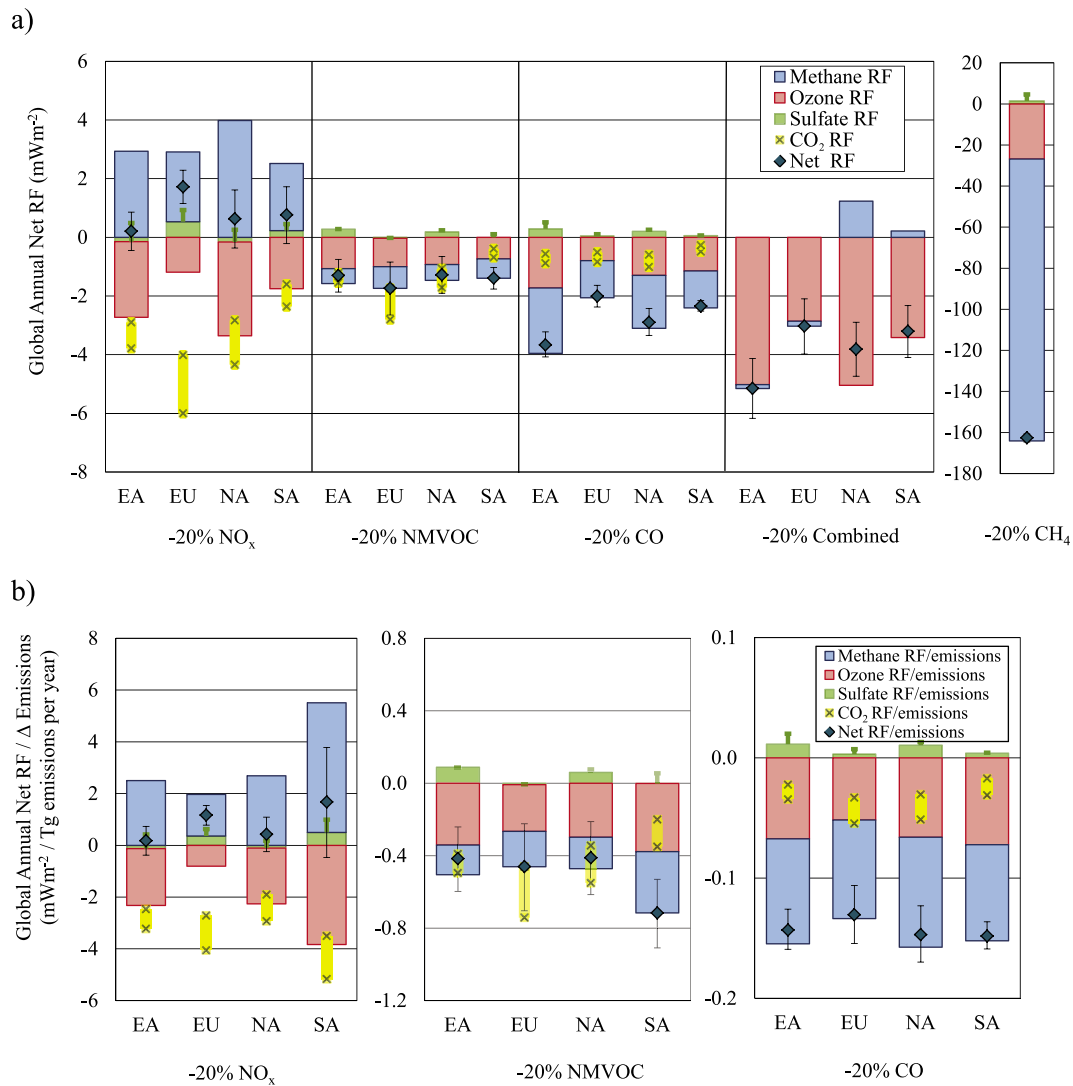 a)
Global Annual Net RF (mWm-2)
6
4
2
0
-2
-4
-6
-8
Methane RF
Ozone RF
Sulfate RF
CO2 RF
Net RF
20
0
-20
-40
-60
-80
-100
-120
-140
-160
-180
EA EU NA SA EA EU NA SA EA EU NA SA EA EU NA SA
-20% NOx -20% NMVOC -20% CO -20% Combined -20% CH4
b)
Global Annual Net RF / Δ Emissions
(mWm-2 / Tg emissions per year)
8
6
4
2
0
-2
-4
-6
0.8
0.4
0.0
-0.4
-0.8
-1.2
0.1
0.0
-0.1
-0.2
Methane RF/emissions
Ozone RF/emissions
Sulfate RF/emissions
CO2 RF/emissions
Net RF/emissions
EA EU NA SA EA EU NA SA EA EU NA SA
-20% NOx -20% NMVOC -20% CO